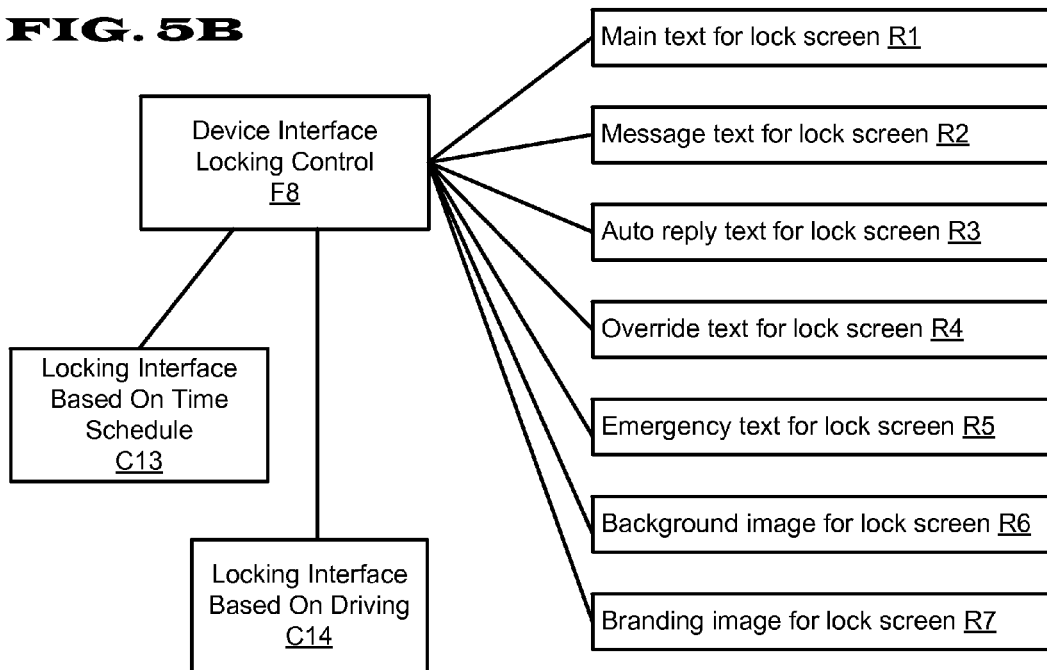 FIG. 5B
Device Interface
Locking Control
F8
Locking Interface
Based On Time
Schedule
C13
Locking Interface
Based On Driving
C14
Main text for lock screen R1
Message text for lock screen R2
Auto reply text for lock screen R3
Override text for lock screen R4
Emergency text for lock screen R5
Background image for lock screen R6
Branding image for lock screen R7